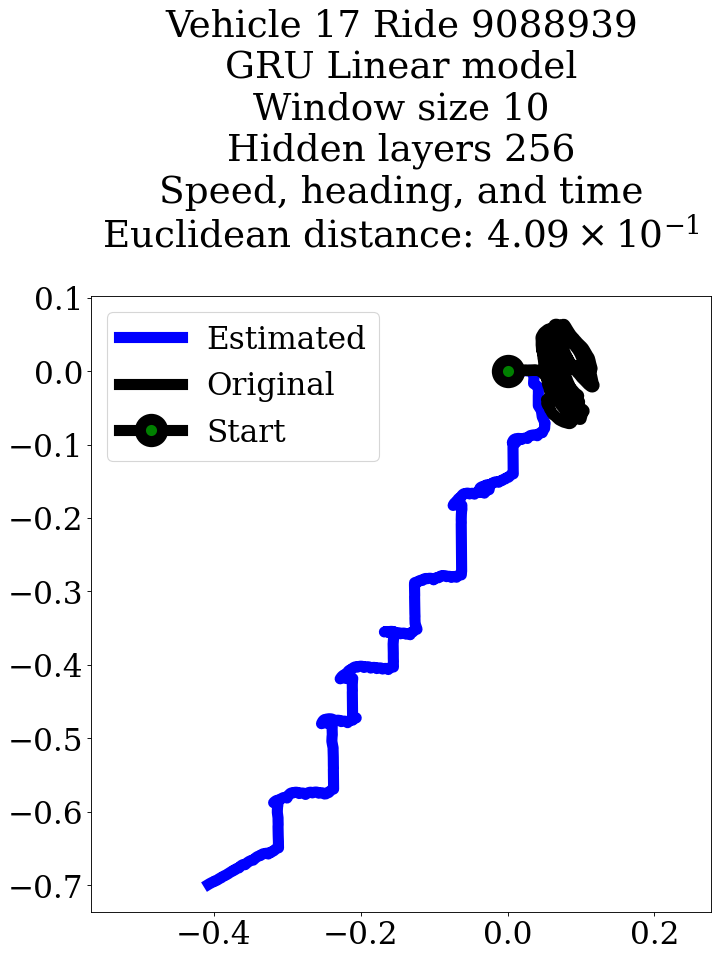 Vehicle 17 Ride 9088939
GRU Linear model
Window size 10
Hidden layers 256
Speed, heading, and time
Euclidean distance: 4.09 × 10⁻¹
Estimated
Original
Start
0.1
0.0
−0.1
−0.2
−0.3
−0.4
−0.5
−0.6
−0.7
−0.4
−0.2
0.0
0.2